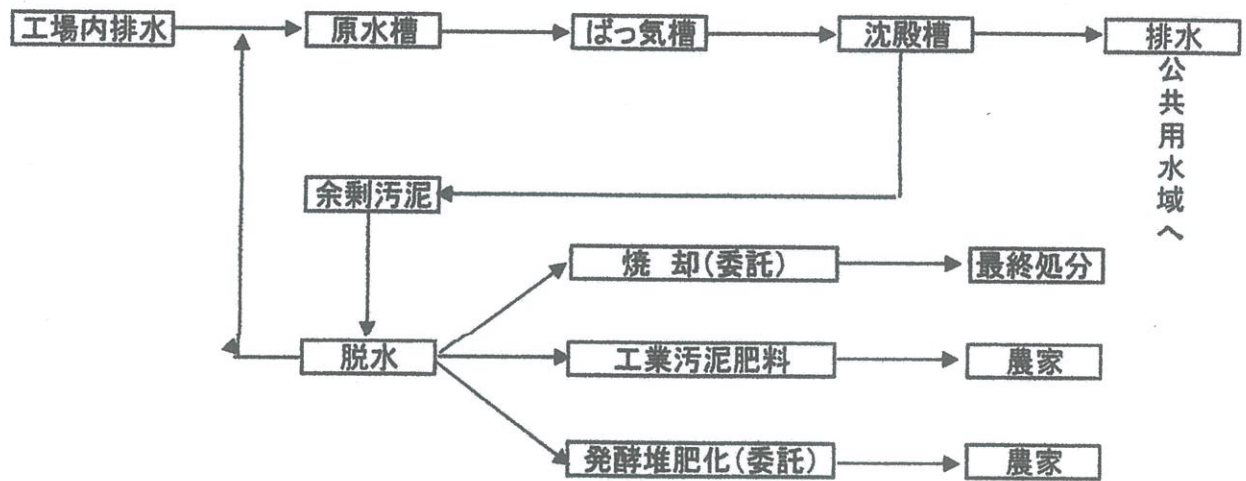 工場内排水
原水槽
ばっ気槽
沈殿槽
排水
公共用水域へ
余剰汚泥
焼 却(委託)
最終処分
脱水
工業汚泥肥料
農家
発酵堆肥化(委託)
農家